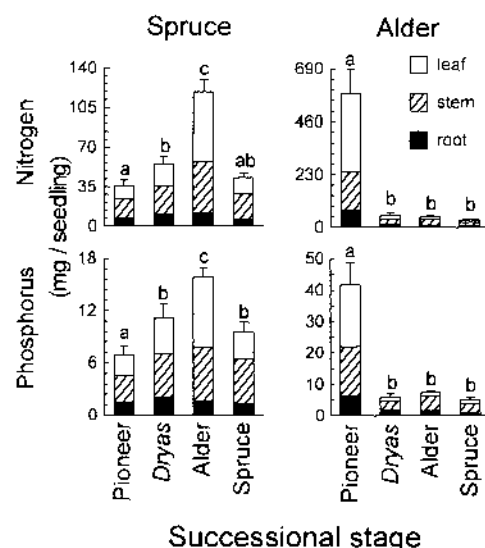 Spruce
Alder
Nitrogen
Phosphorus
(mg / seedling)
140
105
70
35
0
a
b
c
ab
690
460
230
0
a
b
b
b
leaf
stem
root
18
12
6
0
a
b
c
b
50
40
30
20
10
0
a
b
b
b
Pioneer
Dryas
Alder
Spruce
Pioneer
Dryas
Alder
Spruce
Successional stage